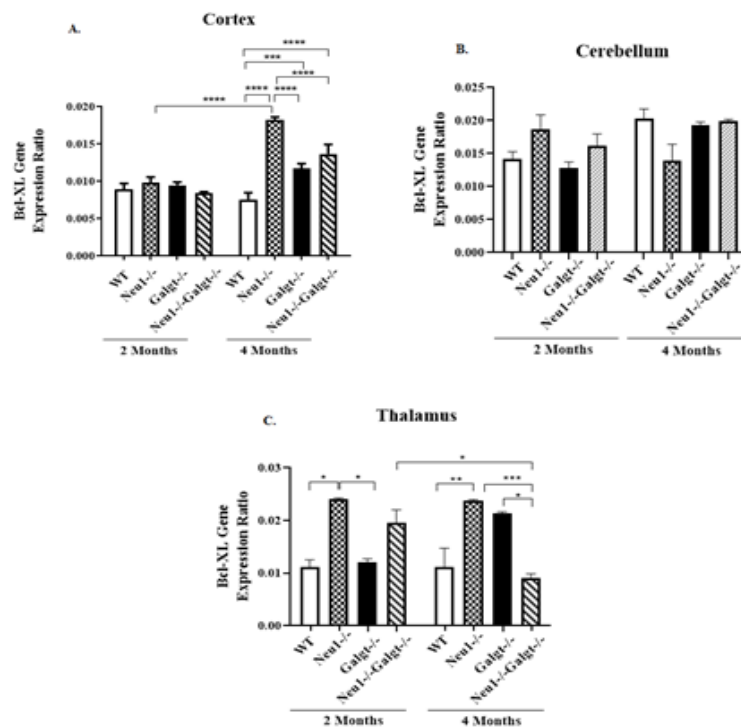 A.
Cortex
****
***
****
****
****
****
Bcl-XL Gene
Expression Ratio
0.020
0.015
0.010
0.005
0.000
WT
Neu1-/-
Galgt-/-
Neu1-/-Galgt-/-
WT
Neu1-/-
Galgt-/-
Neu1-/-Galgt-/-
2 Months
4 Months
B.
Cerebellum
Bcl-XL Gene
Expression Ratio
0.025
0.020
0.015
0.010
0.005
0.000
WT
Neu1-/-
Galgt-/-
Neu1-/-Galgt-/-
WT
Neu1-/-
Galgt-/-
Neu1-/-Galgt-/-
2 Months
4 Months
C.
Thalamus
*
*
*
**
***
*
Bcl-XL Gene
Expression Ratio
0.03
0.02
0.01
0.00
WT
Neu1-/-
Galgt-/-
Neu1-/-Galgt-/-
WT
Neu1-/-
Galgt-/-
Neu1-/-Galgt-/-
2 Months
4 Months